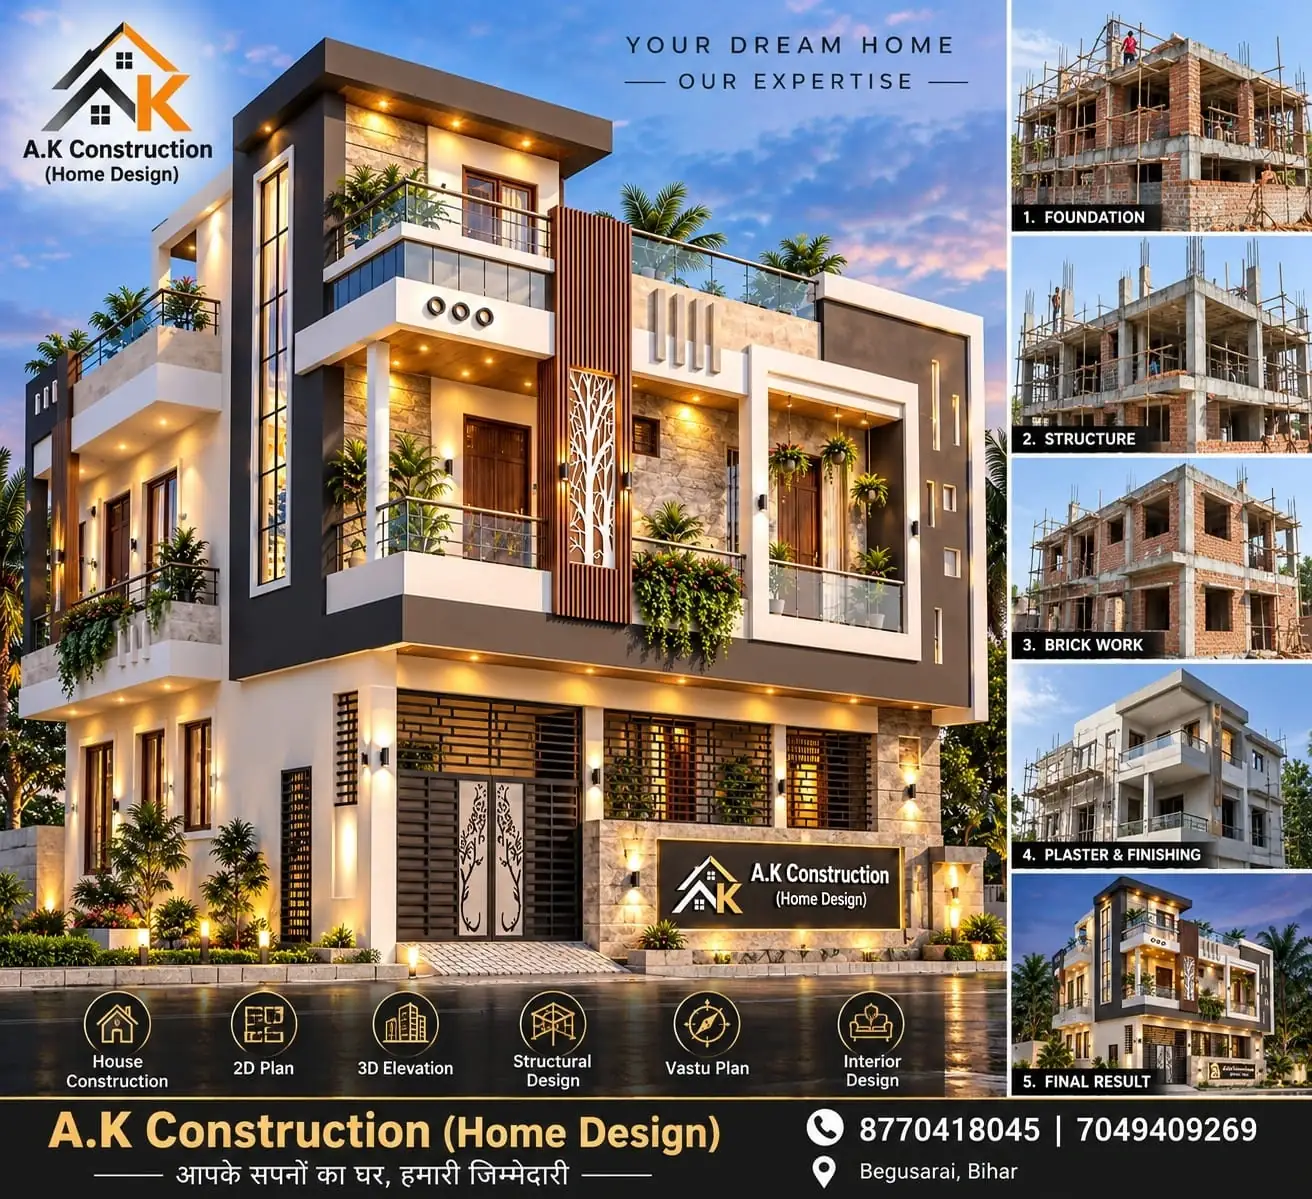 A.K Construction
(Home Design)
YOUR DREAM HOME
OUR EXPERTISE
1. FOUNDATION
2. STRUCTURE
3. BRICK WORK
4. PLASTER & FINISHING
5. FINAL RESULT
AK
A.K Construction
(Home Design)
House
Construction
2D Plan
3D Elevation
Structural
Design
Vastu Plan
Interior
Design
A.K Construction (Home Design)
आपके सपनों का घर, हमारी जिम्मेदारी
8770418045 | 7049409269
Begusarai, Bihar